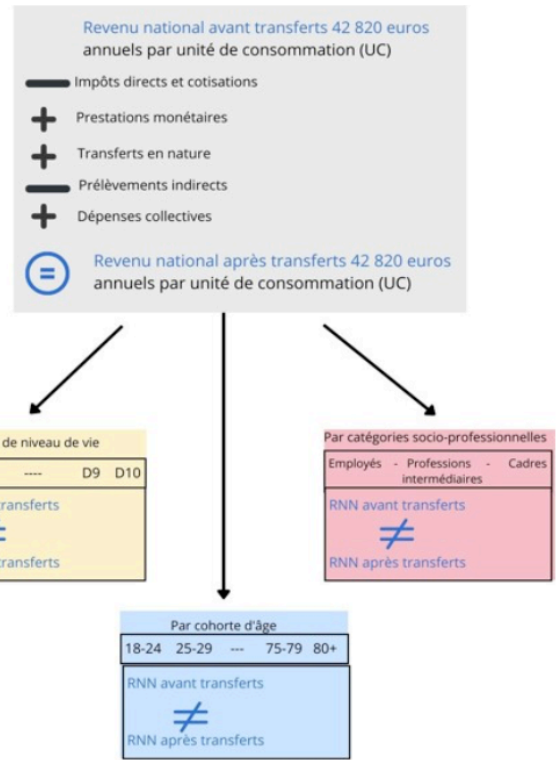 Revenu national avant transferts 42 820 euros
annuels par unité de consommation (UC)
Impôts directs et cotisations
+ Prestations monétaires
+ Transferts en nature
Prélèvements indirects
+ Dépenses collectives
= Revenu national après transferts 42 820 euros
annuels par unité de consommation (UC)
de niveau de vie
---- D9 D10
transferts
transferts
Par cohorte d'âge
18-24 25-29 --- 75-79 80+
RNN avant transferts
≠
RNN après transferts
Par catégories socio-professionnelles
Employés - Professions - Cadres
intermédiaires
RNN avant transferts
≠
RNN après transferts